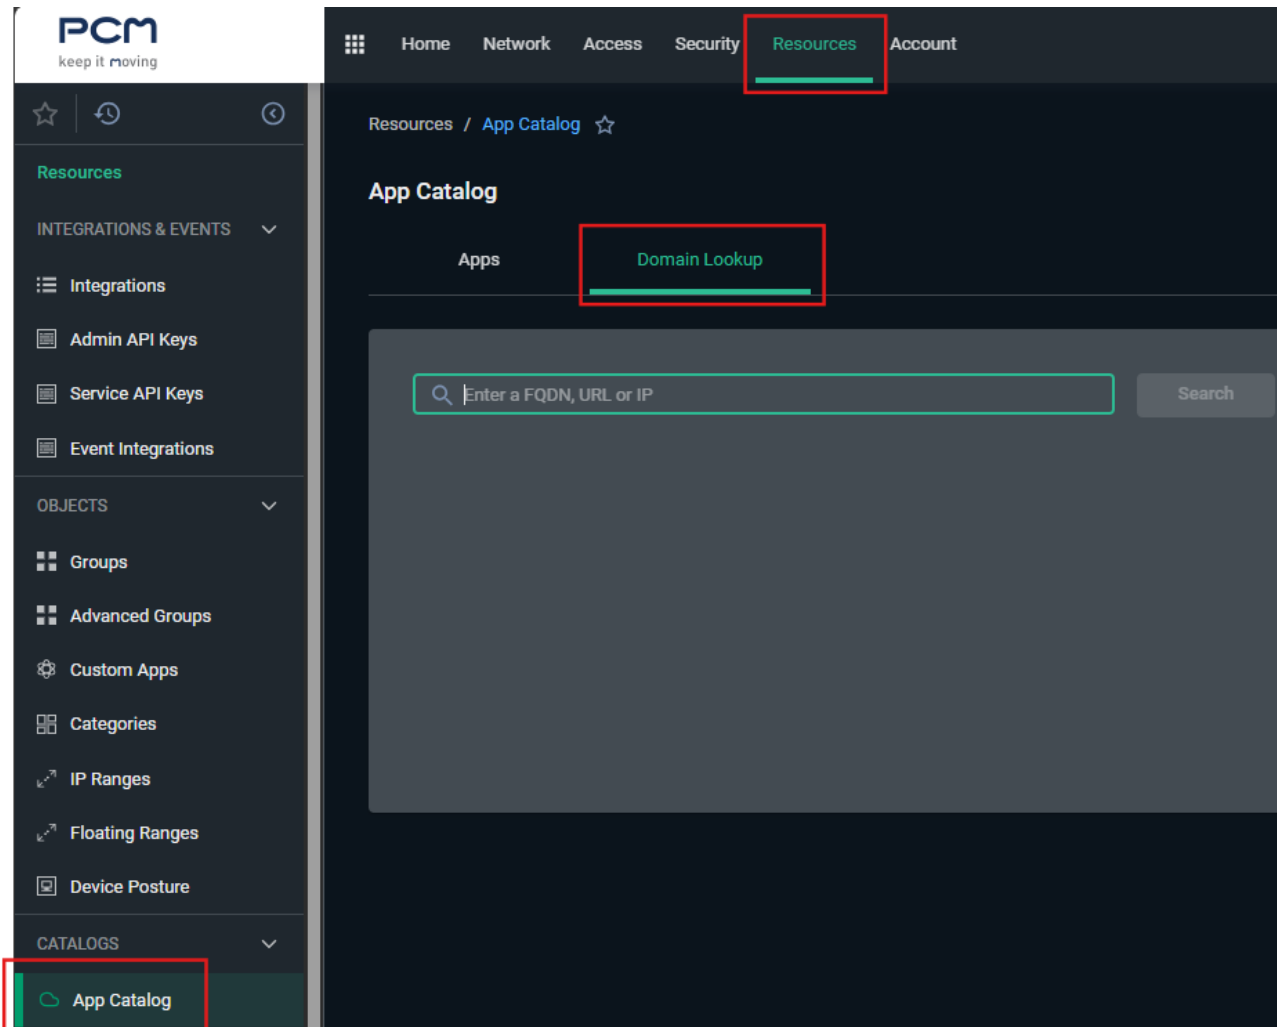 PCM
keep it moving
Home Network Access Security Resources Account
Resources / App Catalog
Resources
App Catalog
INTEGRATIONS & EVENTS
Apps Domain Lookup
Integrations
Admin API Keys
Service API Keys
Enter a FQDN, URL or IP Search
Event Integrations
OBJECTS
Groups
Advanced Groups
Custom Apps
Categories
IP Ranges
Floating Ranges
Device Posture
CATALOGS
App Catalog